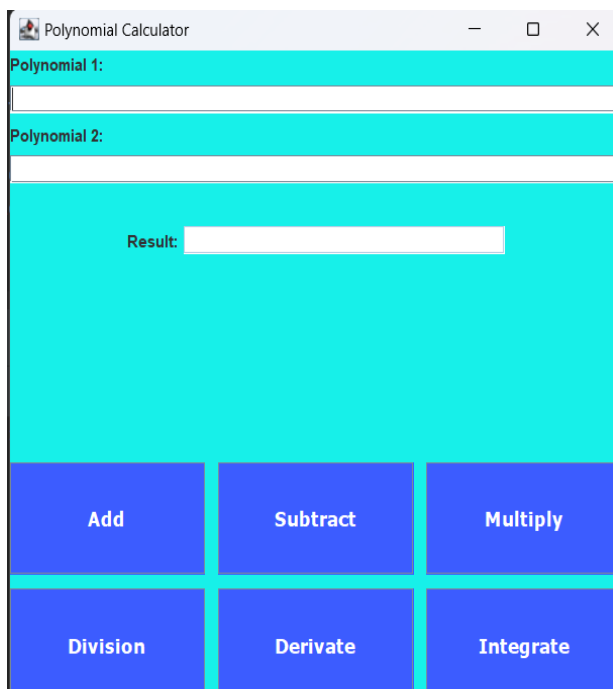 Polynomial Calculator
Polynomial 1:
Polynomial 2:
Result:
Add Subtract Multiply
Division Derivate Integrate